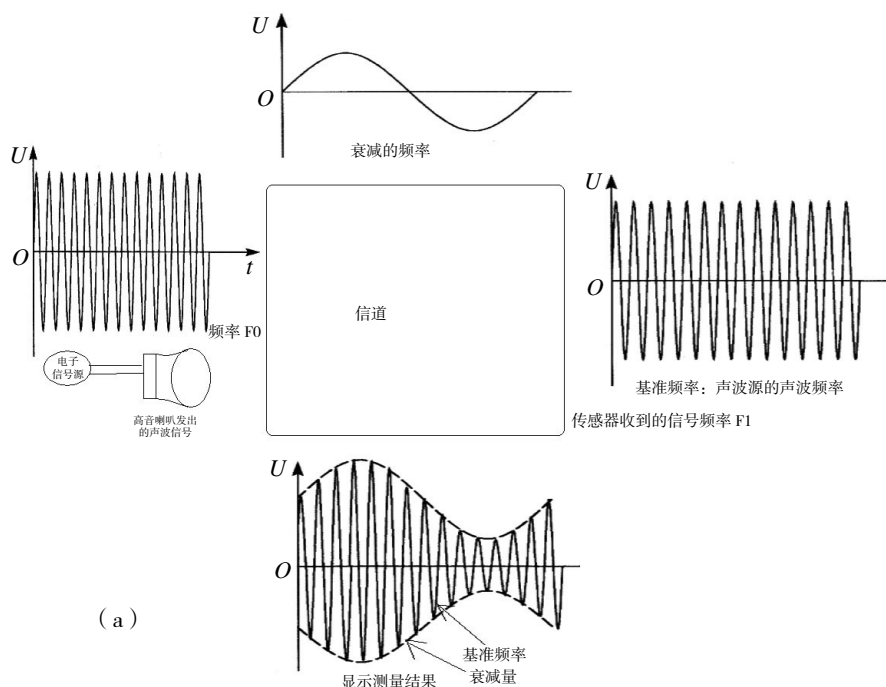 U
O
衰减的频率
U
O
t
频率 F0
电子
信号源
高音喇叭发出
的声波信号
信道
U
O
基准频率：声波源的声波频率
传感器收到的信号频率 F1
U
O
基准频率
衰减量
显示测量结果
（a）